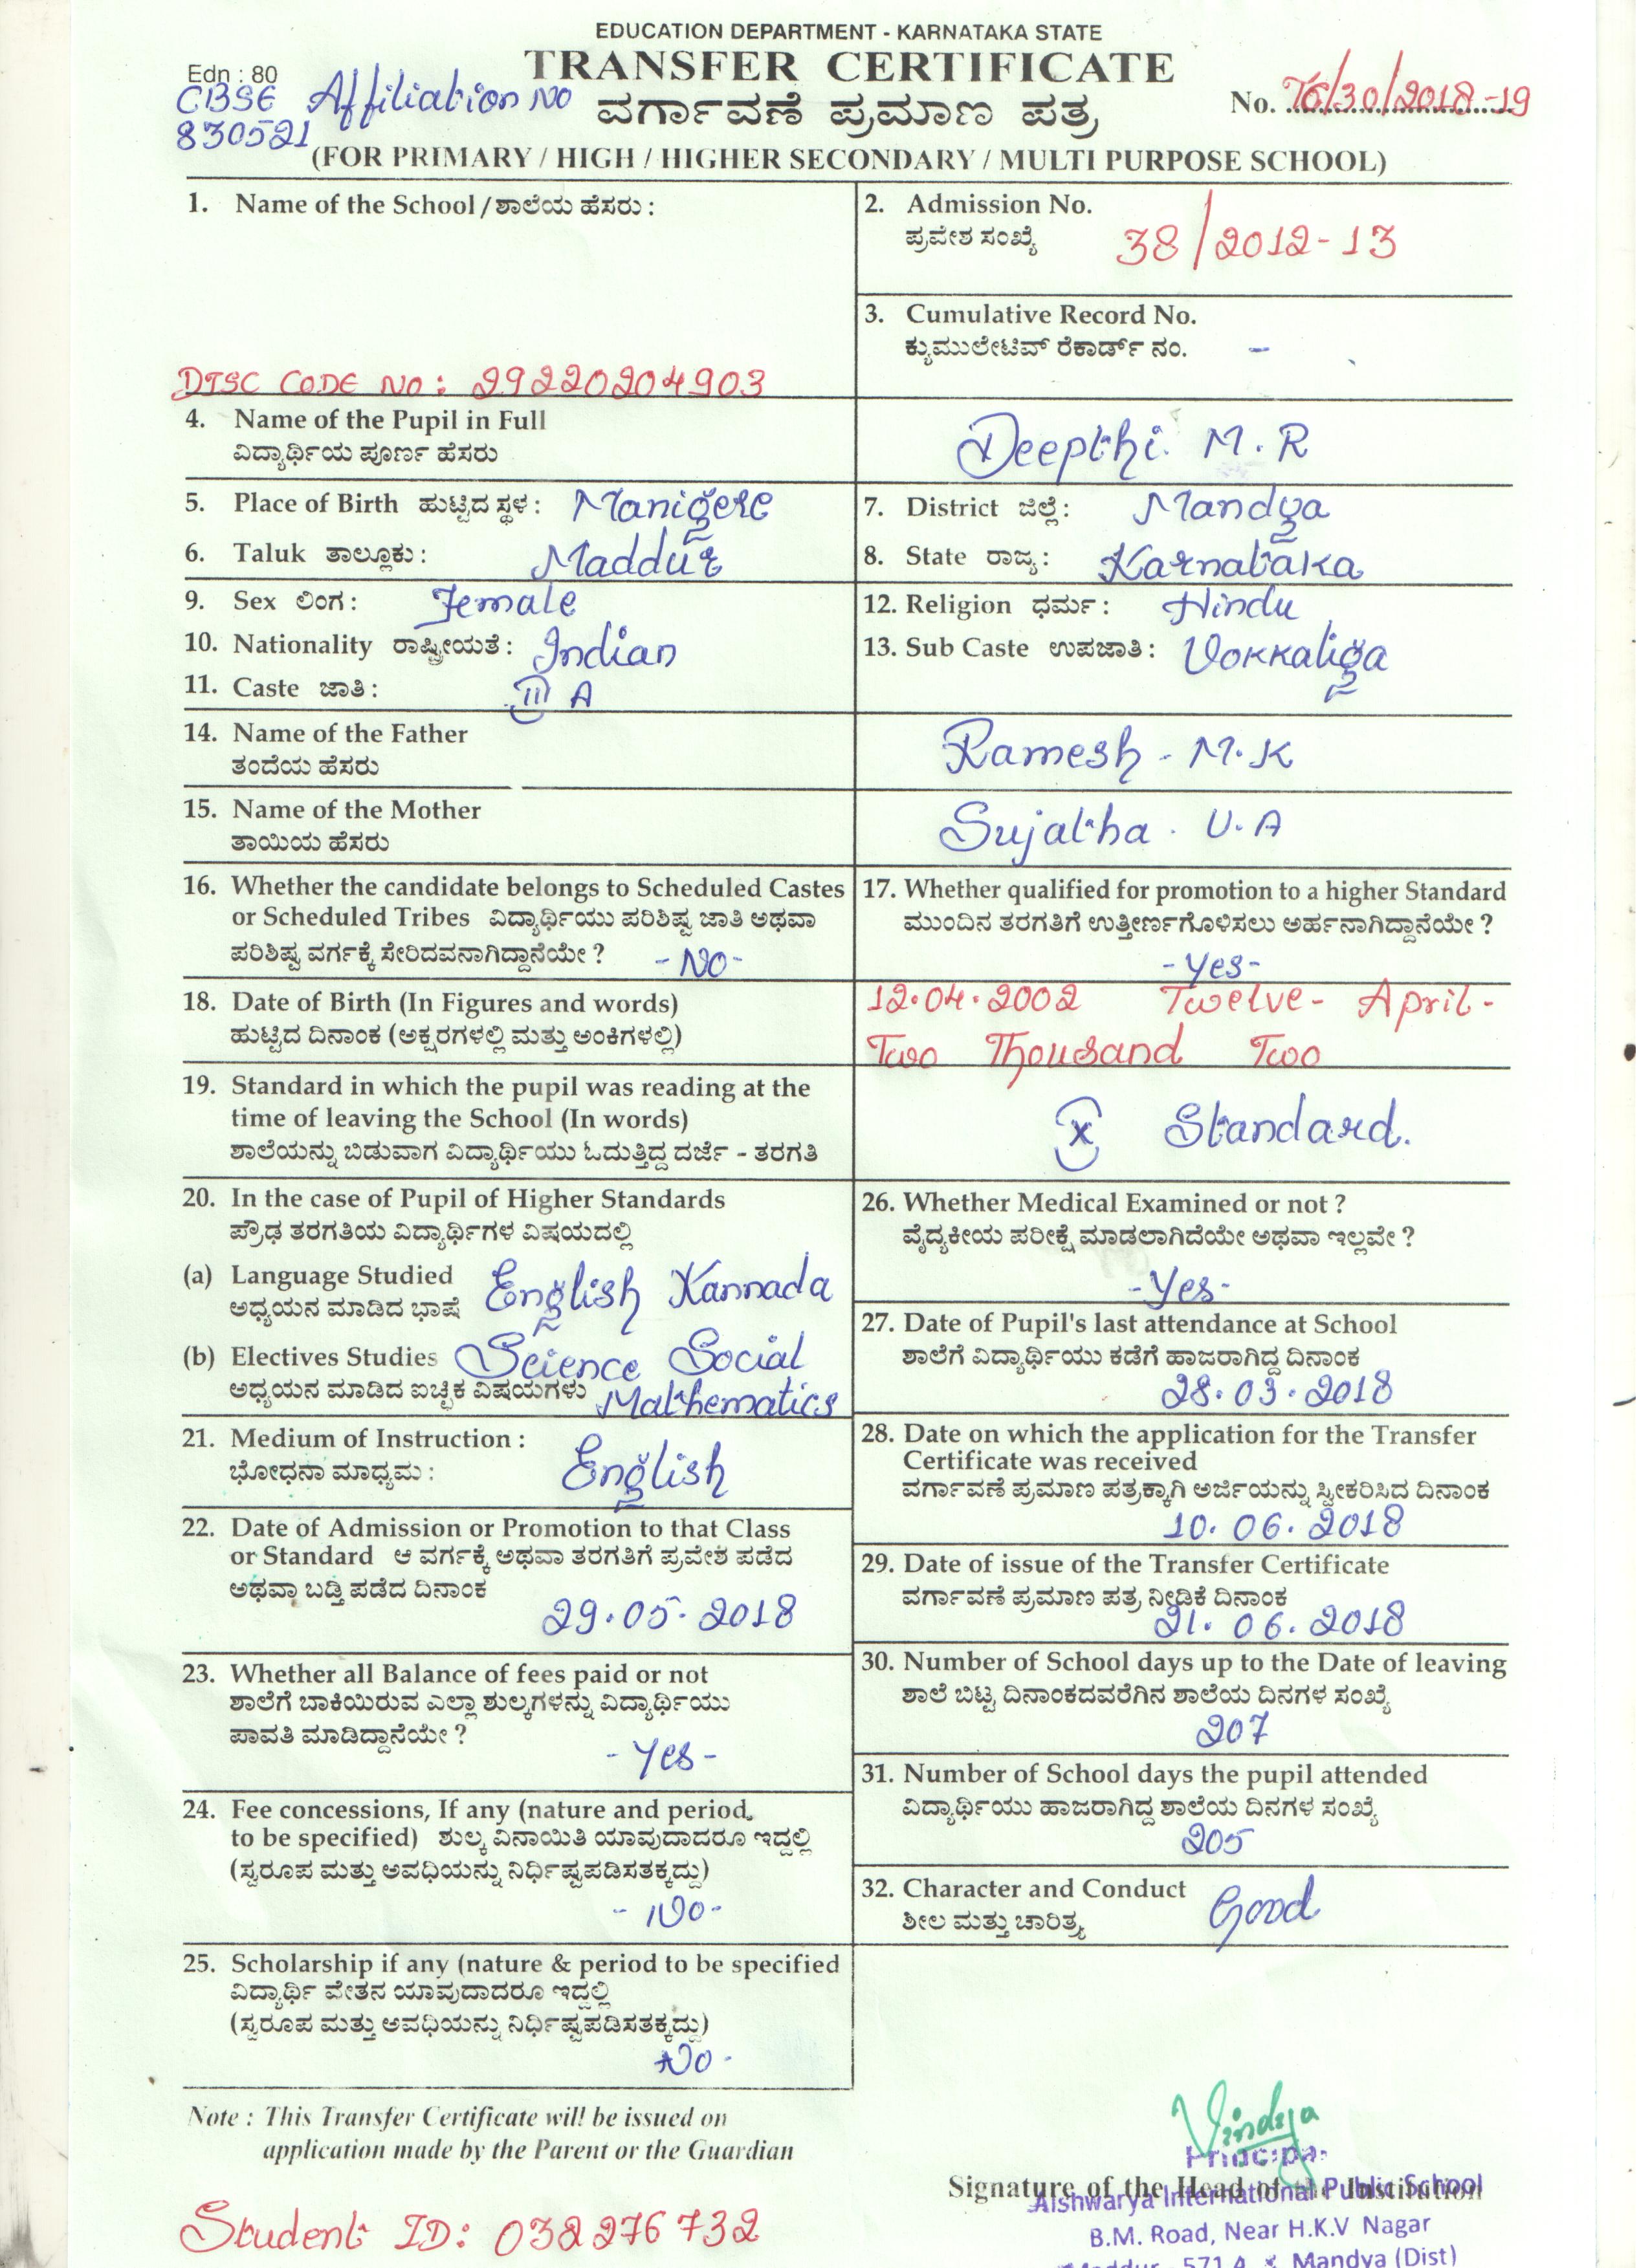 EDUCATION DEPARTMENT - KARNATAKA STATE
TRANSFER CERTIFICATE
Edn : 80
CBSE Affiliation NO
830521
ವರ್ಗಾವಣೆ ಪ್ರಮಾಣ ಪತ್ರ
No. 76/30/2018-19
(FOR PRIMARY / HIGH / HIGHER SECONDARY / MULTI PURPOSE SCHOOL)
1. Name of the School / ಶಾಲೆಯ ಹೆಸರು :
DISC CODE NO: 29220204903
2. Admission No.
ಪ್ರವೇಶ ಸಂಖ್ಯೆ 38/2012-13
3. Cumulative Record No.
ಕ್ಯುಮುಲೇಟಿವ್ ರೆಕಾರ್ಡ್ ನಂ. -
4. Name of the Pupil in Full
ವಿದ್ಯಾರ್ಥಿಯ ಪೂರ್ಣ ಹೆಸರು
Deepthi. M.R
5. Place of Birth ಹುಟ್ಟಿದ ಸ್ಥಳ : Manigere
6. Taluk ತಾಲ್ಲೂಕು : Maddur
7. District ಜಿಲ್ಲೆ : Mandya
8. State ರಾಜ್ಯ : Karnataka
9. Sex ಲಿಂಗ : Female
10. Nationality ರಾಷ್ಟ್ರೀಯತೆ : Indian
11. Caste ಜಾತಿ : III A
12. Religion ಧರ್ಮ : Hindu
13. Sub Caste ಉಪಜಾತಿ : Vokkaliga
14. Name of the Father
ತಂದೆಯ ಹೆಸರು
Ramesh - M.K
15. Name of the Mother
ತಾಯಿಯ ಹೆಸರು
Sujatha . U.A
16. Whether the candidate belongs to Scheduled Castes
or Scheduled Tribes ವಿದ್ಯಾರ್ಥಿಯು ಪರಿಶಿಷ್ಟ ಜಾತಿ ಅಥವಾ
ಪರಿಶಿಷ್ಟ ವರ್ಗಕ್ಕೆ ಸೇರಿದವನಾಗಿದ್ದಾನೆಯೇ ? - NO -
17. Whether qualified for promotion to a higher Standard
ಮುಂದಿನ ತರಗತಿಗೆ ಉತ್ತೀರ್ಣಗೊಳಿಸಲು ಅರ್ಹನಾಗಿದ್ದಾನೆಯೇ ?
- Yes -
18. Date of Birth (In Figures and words)
ಹುಟ್ಟಿದ ದಿನಾಂಕ (ಅಕ್ಷರಗಳಲ್ಲಿ ಮತ್ತು ಅಂಕಿಗಳಲ್ಲಿ)
12.04.2002 Twelve - April -
Two Thousand Two
19. Standard in which the pupil was reading at the
time of leaving the School (In words)
ಶಾಲೆಯನ್ನು ಬಿಡುವಾಗ ವಿದ್ಯಾರ್ಥಿಯು ಓದುತ್ತಿದ್ದ ದರ್ಜೆ - ತರಗತಿ
X Standard.
20. In the case of Pupil of Higher Standards
ಪ್ರೌಢ ತರಗತಿಯ ವಿದ್ಯಾರ್ಥಿಗಳ ವಿಷಯದಲ್ಲಿ
(a) Language Studied English Kannada
ಅಧ್ಯಯನ ಮಾಡಿದ ಭಾಷೆ
(b) Electives Studies Science Social
ಅಧ್ಯಯನ ಮಾಡಿದ ಐಚ್ಛಿಕ ವಿಷಯಗಳು Mathematics
21. Medium of Instruction :
ಭೋಧನಾ ಮಾಧ್ಯಮ : English
22. Date of Admission or Promotion to that Class
or Standard ಆ ವರ್ಗಕ್ಕೆ ಅಥವಾ ತರಗತಿಗೆ ಪ್ರವೇಶ ಪಡೆದ
ಅಥವಾ ಬಡ್ತಿ ಪಡೆದ ದಿನಾಂಕ
29.05.2018
23. Whether all Balance of fees paid or not
ಶಾಲೆಗೆ ಬಾಕಿಯಿರುವ ಎಲ್ಲಾ ಶುಲ್ಕಗಳನ್ನು ವಿದ್ಯಾರ್ಥಿಯು
ಪಾವತಿ ಮಾಡಿದ್ದಾನೆಯೇ ?
- Yes -
24. Fee concessions, If any (nature and period,
to be specified) ಶುಲ್ಕ ವಿನಾಯಿತಿ ಯಾವುದಾದರೂ ಇದ್ದಲ್ಲಿ
(ಸ್ವರೂಪ ಮತ್ತು ಅವಧಿಯನ್ನು ನಿರ್ಧಿಷ್ಟಪಡಿಸತಕ್ಕದ್ದು)
- NO -
25. Scholarship if any (nature & period to be specified
ವಿದ್ಯಾರ್ಥಿ ವೇತನ ಯಾವುದಾದರೂ ಇದ್ದಲ್ಲಿ
(ಸ್ವರೂಪ ಮತ್ತು ಅವಧಿಯನ್ನು ನಿರ್ಧಿಷ್ಟಪಡಿಸತಕ್ಕದ್ದು)
NO -
26. Whether Medical Examined or not ?
ವೈದ್ಯಕೀಯ ಪರೀಕ್ಷೆ ಮಾಡಲಾಗಿದೆಯೇ ಅಥವಾ ಇಲ್ಲವೇ ?
- Yes -
27. Date of Pupil's last attendance at School
ಶಾಲೆಗೆ ವಿದ್ಯಾರ್ಥಿಯು ಕಡೆಗೆ ಹಾಜರಾಗಿದ್ದ ದಿನಾಂಕ
28.03.2018
28. Date on which the application for the Transfer
Certificate was received
ವರ್ಗಾವಣೆ ಪ್ರಮಾಣ ಪತ್ರಕ್ಕಾಗಿ ಅರ್ಜಿಯನ್ನು ಸ್ವೀಕರಿಸಿದ ದಿನಾಂಕ
10.06.2018
29. Date of issue of the Transfer Certificate
ವರ್ಗಾವಣೆ ಪ್ರಮಾಣ ಪತ್ರ ನೀಡಿಕೆ ದಿನಾಂಕ
21.06.2018
30. Number of School days up to the Date of leaving
ಶಾಲೆ ಬಿಟ್ಟ ದಿನಾಂಕದವರೆಗಿನ ಶಾಲೆಯ ದಿನಗಳ ಸಂಖ್ಯೆ
207
31. Number of School days the pupil attended
ವಿದ್ಯಾರ್ಥಿಯು ಹಾಜರಾಗಿದ್ದ ಶಾಲೆಯ ದಿನಗಳ ಸಂಖ್ಯೆ
205
32. Character and Conduct Good
ಶೀಲ ಮತ್ತು ಚಾರಿತ್ರ್ಯ
Note : This Transfer Certificate will be issued on
application made by the Parent or the Guardian
Vindya
Principal
Signature of the Head of the Institution
Aishwarya International Public School
B.M. Road, Near H.K.V Nagar
Student ID: 032276732
Mandya (Dist)